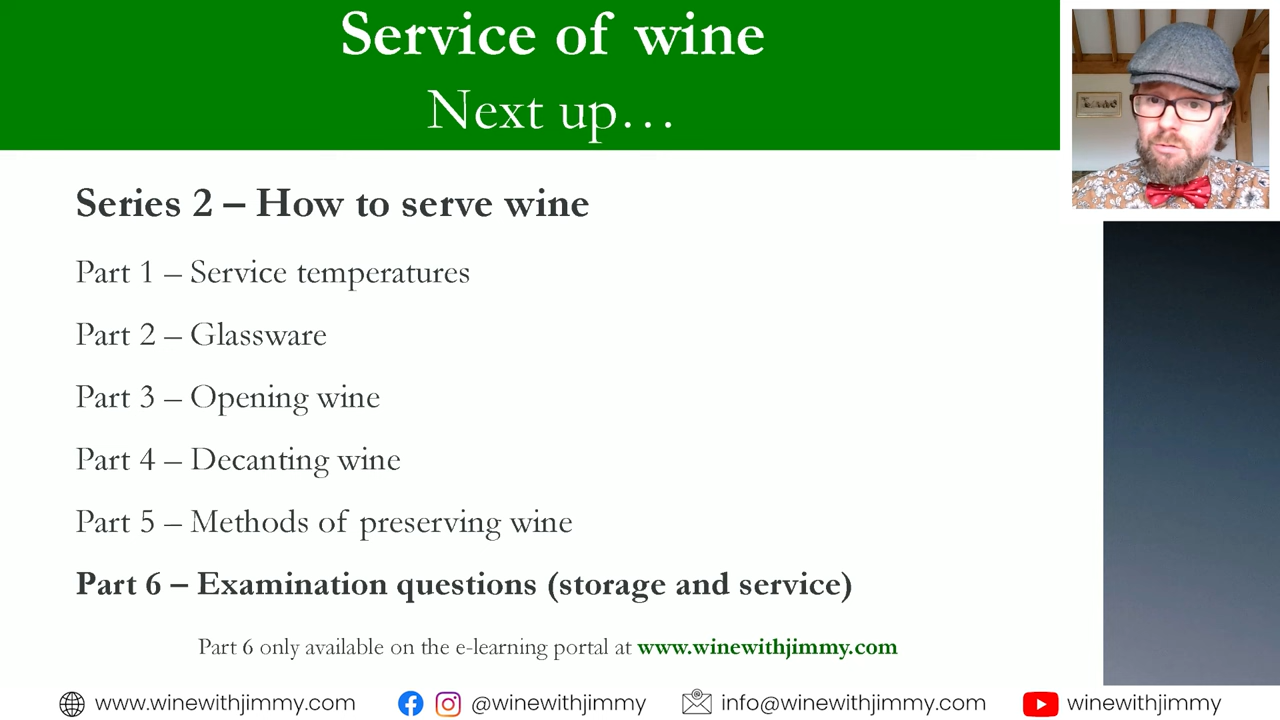 Service of wine
Next up…
Series 2 – How to serve wine
Part 1 – Service temperatures
Part 2 – Glassware
Part 3 – Opening wine
Part 4 – Decanting wine
Part 5 – Methods of preserving wine
Part 6 – Examination questions (storage and service)
Part 6 only available on the e-learning portal at www.winewithjimmy.com
www.winewithjimmy.com @winewithjimmy info@winewithjimmy.com winewithjimmy